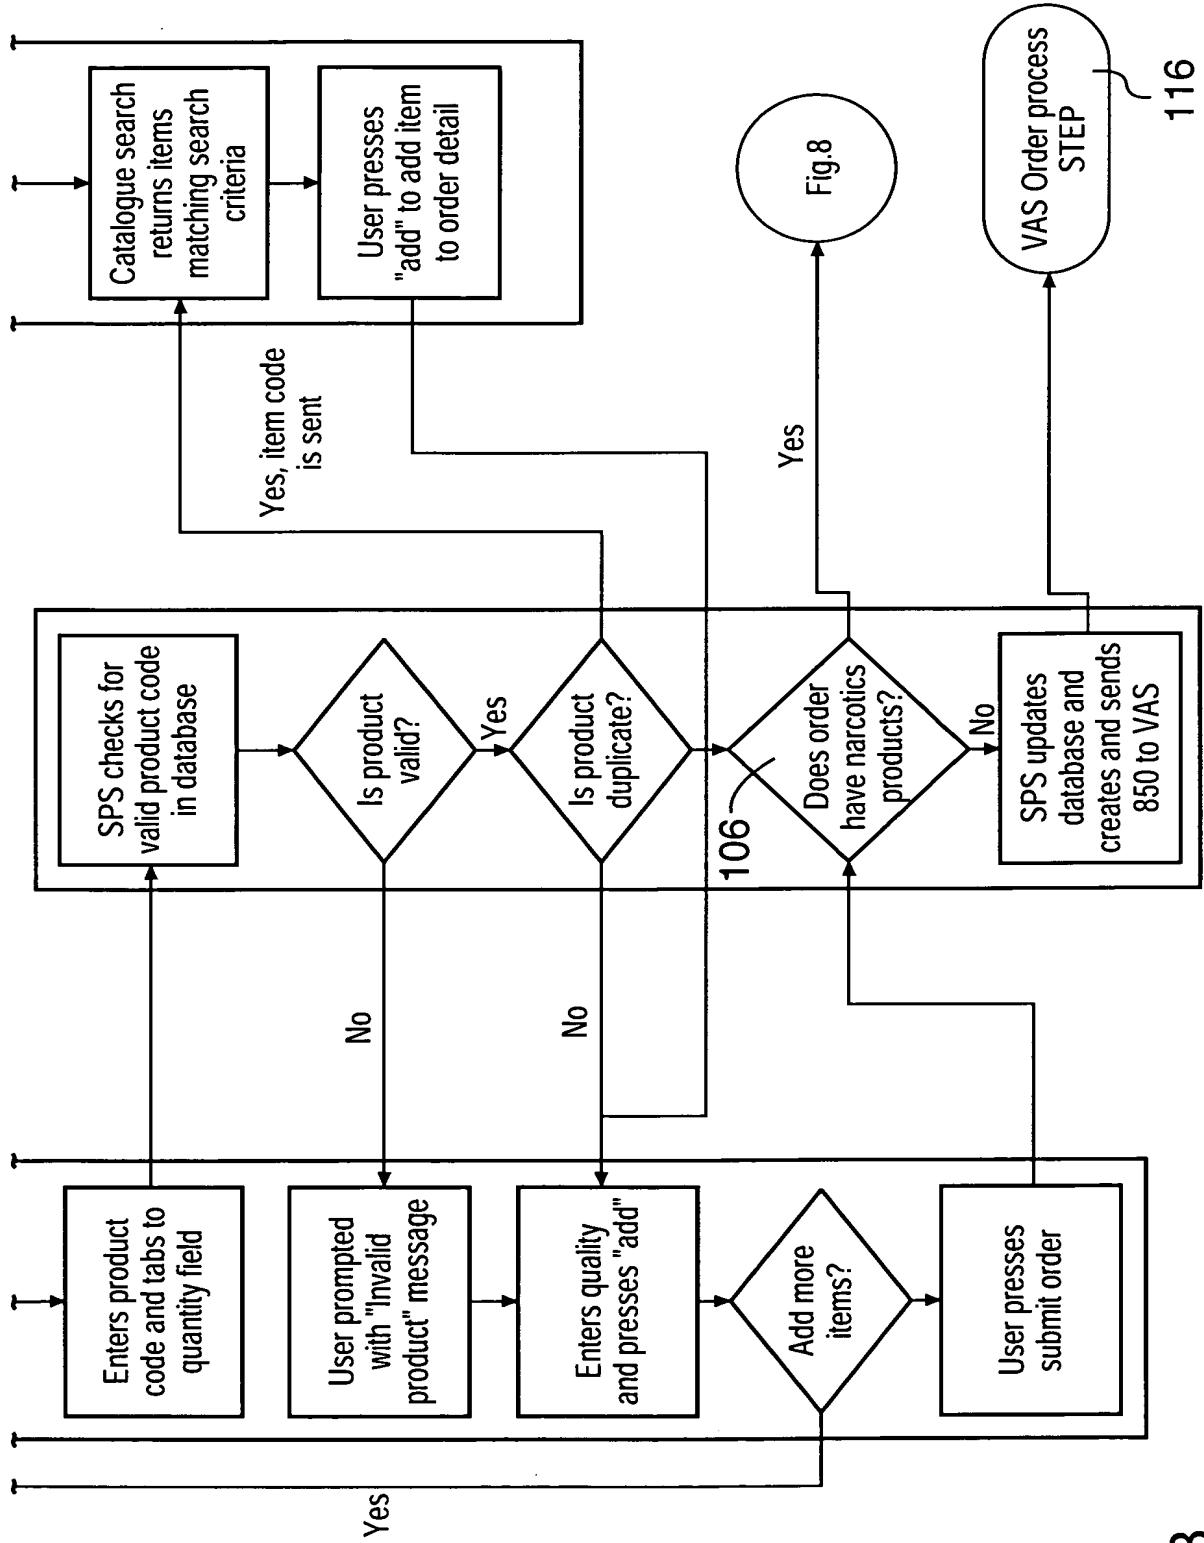 Enters product
code and tabs to
quantity field
User prompted
with "Invalid
product" message
Enters quality
and presses "add"
Add more
items?
Yes
User presses
submit order
SPS checks for
valid product code
in database
Is product
valid?
No
Yes
Is product
duplicate?
No
Yes, item code
is sent
Does order
have narcotics
products?
106
Yes
No
SPS updates
database and
creates and sends
850 to VAS
Catalogue search
returns items
matching search
criteria
User presses
"add" to add item
to order detail
Fig.8
VAS Order process
STEP
116